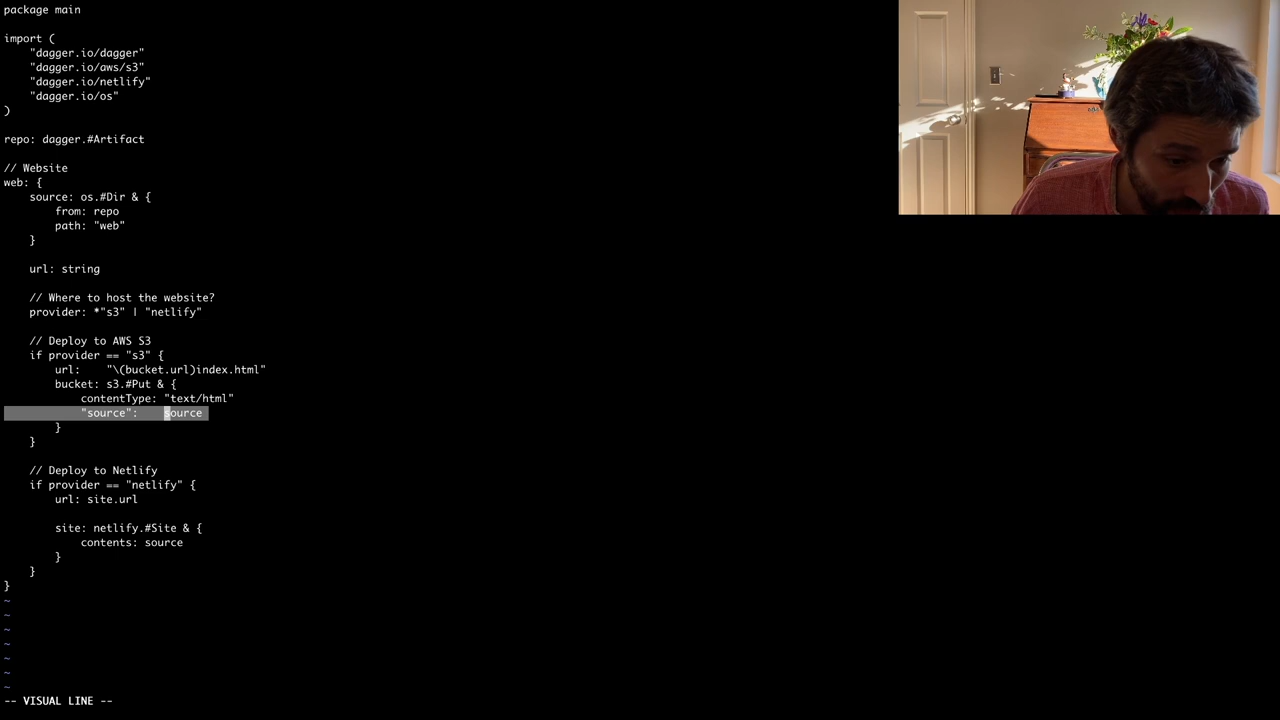 package main
import (
"dagger.io/dagger"
"dagger.io/aws/s3"
"dagger.io/netlify"
"dagger.io/os"
)
repo: dagger.#Artifact
// Website
web: {
source: os.#Dir & {
from: repo
path: "web"
}
url: string
// Where to host the website?
provider: *"s3" | "netlify"
// Deploy to AWS S3
if provider == "s3" {
url:    "\(bucket.url)index.html"
bucket: s3.#Put & {
contentType: "text/html"
"source":    source
}
}
// Deploy to Netlify
if provider == "netlify" {
url: site.url
site: netlify.#Site & {
contents: source
}
}
}
~
~
~
~
~
~
~
-- VISUAL LINE --